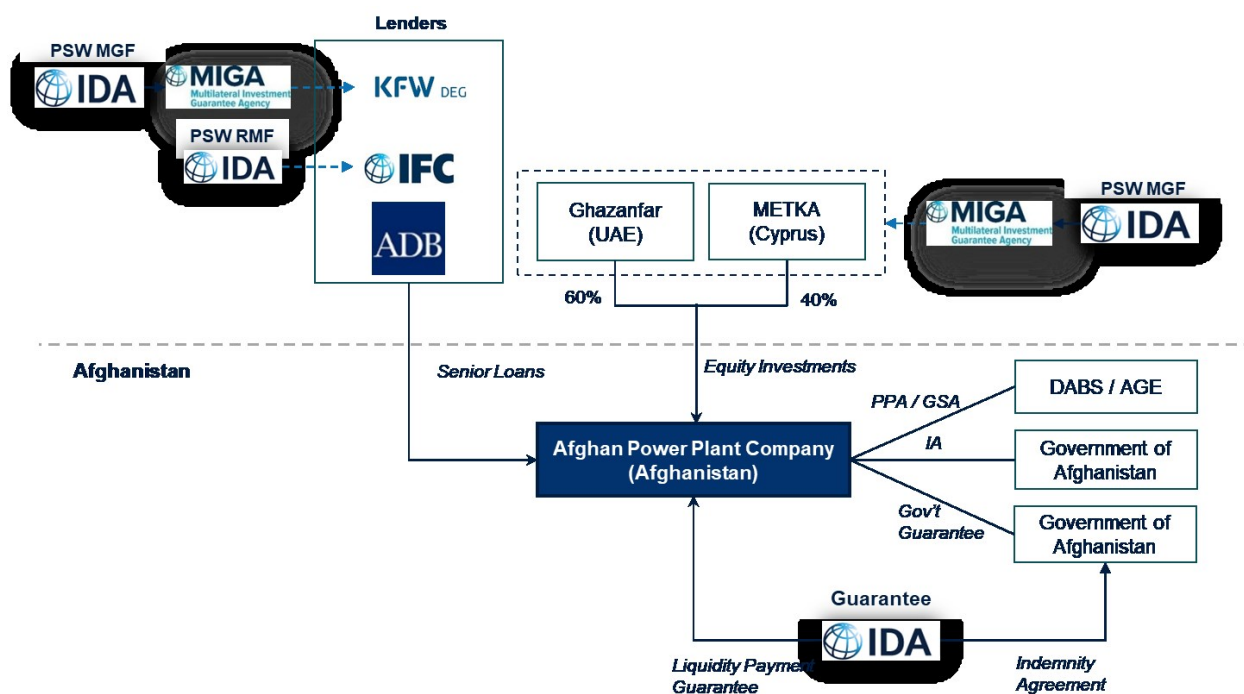 Lenders
PSW MGF
IDA
MIGA
Multilateral Investment
Guarantee Agency
KFW DEG
PSW RMF
IDA
IFC
ADB
Ghazanfar
(UAE)
METKA
(Cyprus)
PSW MGF
MIGA
Multilateral Investment
Guarantee Agency
IDA
60%
40%
Afghanistan
Senior Loans
Equity Investments
PPA / GSA
DABS / AGE
Afghan Power Plant Company
(Afghanistan)
IA
Government of
Afghanistan
Gov't
Guarantee
Government of
Afghanistan
Guarantee
IDA
Liquidity Payment
Guarantee
Indemnity
Agreement